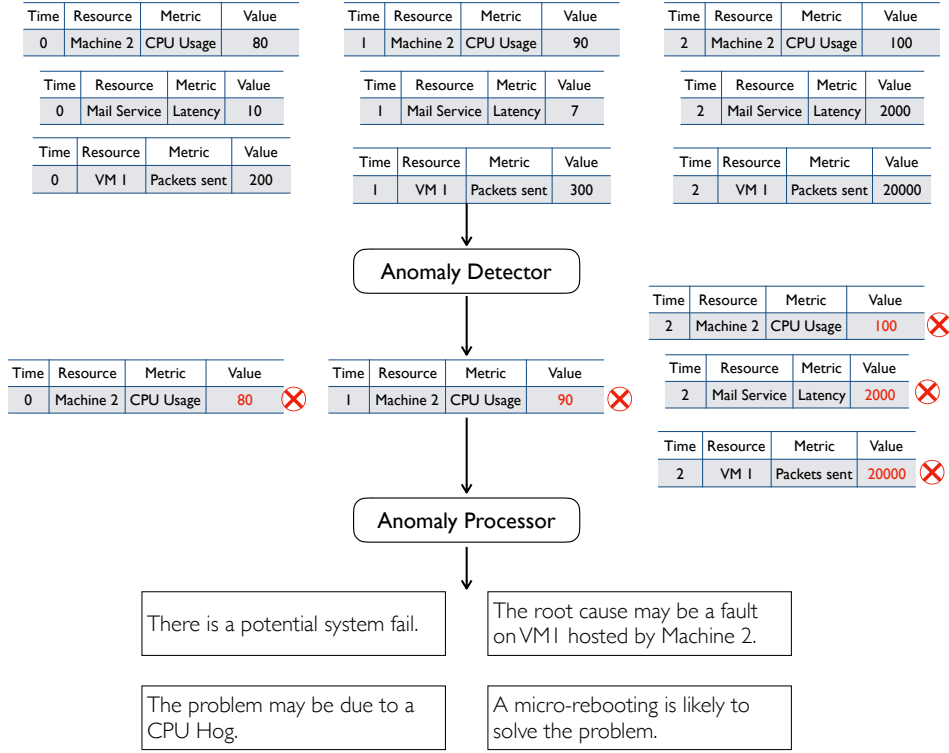 Time Resource Metric Value
0 Machine 2 CPU Usage 80
Time Resource Metric Value
0 Mail Service Latency 10
Time Resource Metric Value
0 VM 1 Packets sent 200
Time Resource Metric Value
1 Machine 2 CPU Usage 90
Time Resource Metric Value
1 Mail Service Latency 7
Time Resource Metric Value
1 VM 1 Packets sent 300
Time Resource Metric Value
2 Machine 2 CPU Usage 100
Time Resource Metric Value
2 Mail Service Latency 2000
Time Resource Metric Value
2 VM 1 Packets sent 20000
Anomaly Detector
Time Resource Metric Value
0 Machine 2 CPU Usage 80
Time Resource Metric Value
1 Machine 2 CPU Usage 90
Time Resource Metric Value
2 Machine 2 CPU Usage 100
Time Resource Metric Value
2 Mail Service Latency 2000
Time Resource Metric Value
2 VM 1 Packets sent 20000
Anomaly Processor
There is a potential system fail.
The root cause may be a fault
on VM1 hosted by Machine 2.
The problem may be due to a
CPU Hog.
A micro-rebooting is likely to
solve the problem.